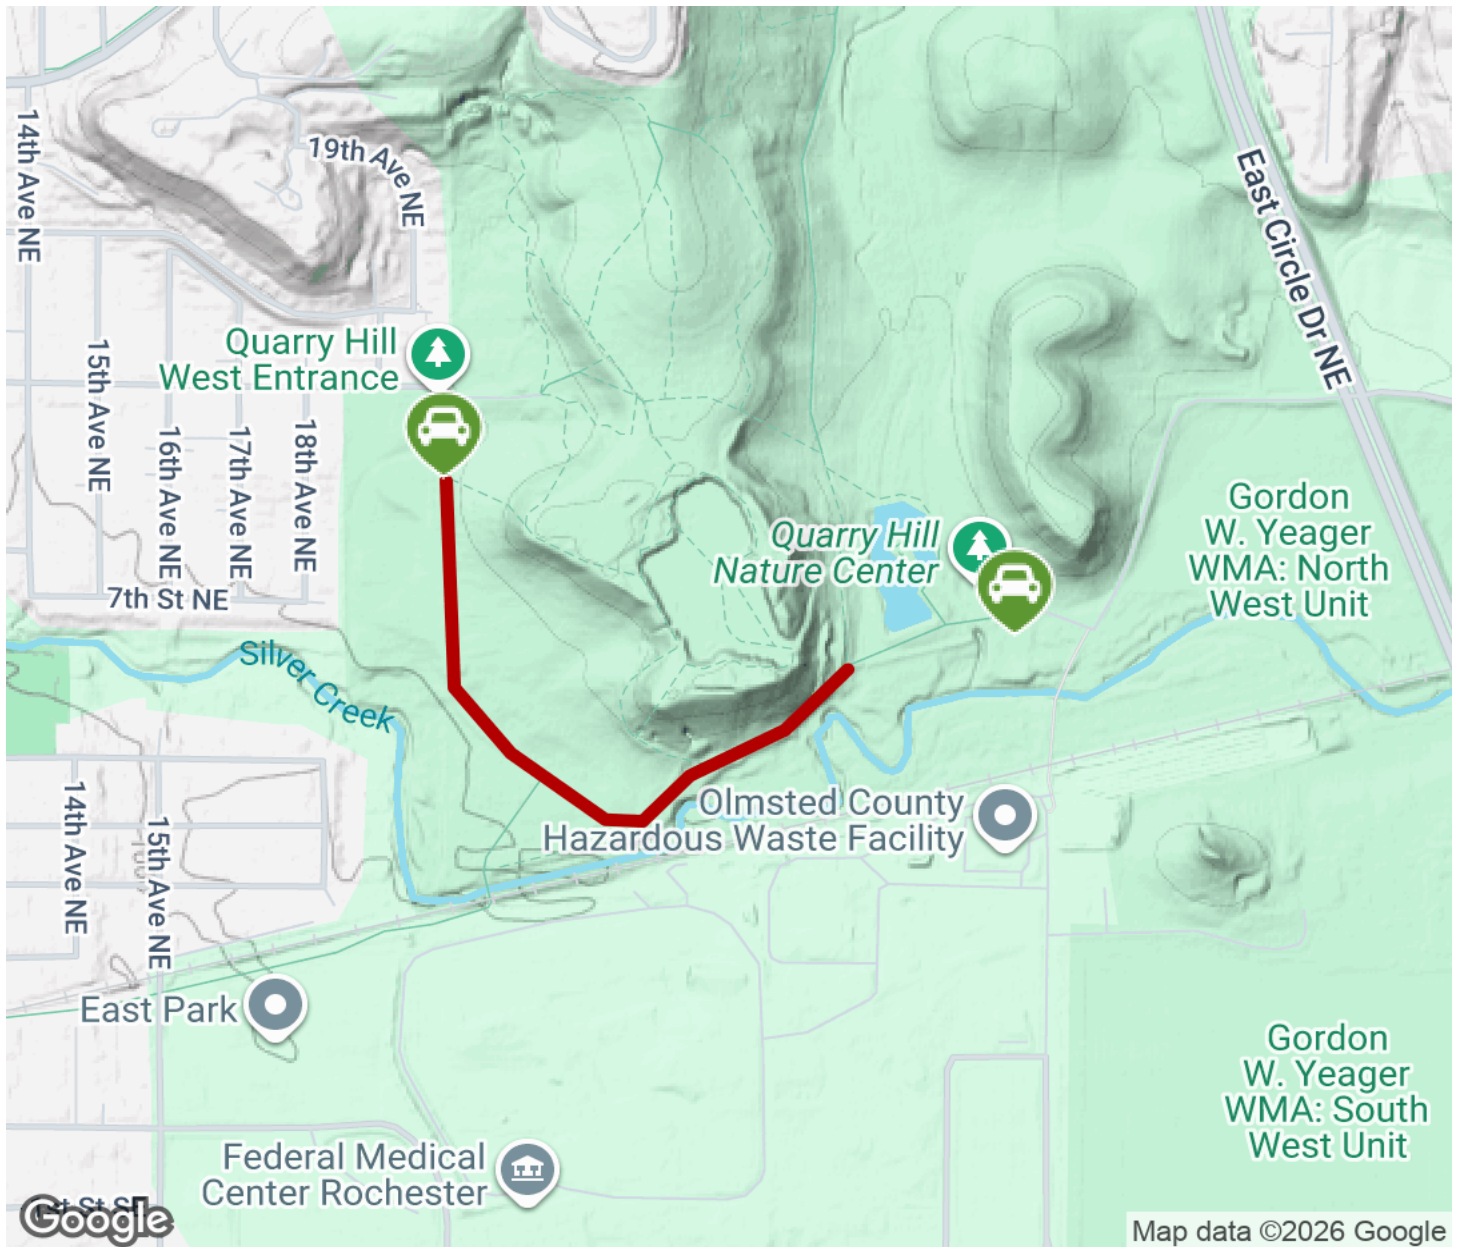 14th Ave NE
19th Ave NE
East Circle Dr NE
Quarry Hill
West Entrance
15th Ave NE
16th Ave NE
17th Ave NE
18th Ave NE
7th St NE
Quarry Hill
Nature Center
Gordon
W. Yeager
WMA: North
West Unit
Silver Creek
14th Ave NE
15th Ave NE
Olmsted County
Hazardous Waste Facility
East Park
Gordon
W. Yeager
WMA: South
West Unit
Federal Medical
Center Rochester
1st St SE
Google
Map data ©2026 Google